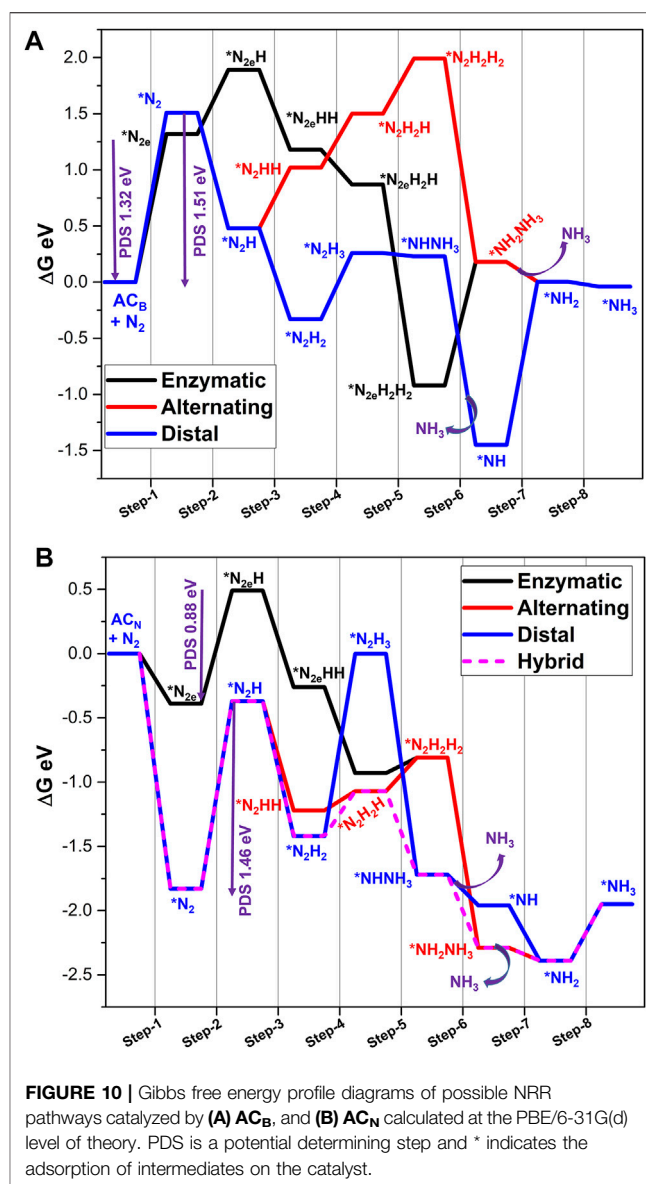 A
2.0
1.5
1.0
0.5
0.0
-0.5
-1.0
-1.5
ΔG eV
*N₂ₑH
*N₂H₂H₂
*N₂
*N₂ₑ
*N₂ₑHH
*N₂H₂H
*N₂HH
*N₂ₑH₂H
PDS 1.32 eV
PDS 1.51 eV
*N₂H
*N₂H₃
*NHNH₃
*NH₂NH₃
NH₃
AC_B
+ N₂
*NH₂
*NH₃
*N₂H₂
*N₂ₑH₂H₂
Enzymatic
Alternating
Distal
NH₃
*NH
Step-1
Step-2
Step-3
Step-4
Step-5
Step-6
Step-7
Step-8
B
0.5
0.0
-0.5
-1.0
-1.5
-2.0
-2.5
ΔG eV
*N₂ₑH
Enzymatic
Alternating
Distal
Hybrid
AC_N
+ N₂
PDS 0.88 eV
*N₂H₃
*N₂ₑ
*N₂H
*N₂ₑHH
*N₂H₂H₂
*N₂HH
*N₂H₂H
*N₂H₂
PDS 1.46 eV
*N₂
*NHNH₃
NH₃
*NH
*NH₃
*NH₂NH₃
NH₃
*NH₂
Step-1
Step-2
Step-3
Step-4
Step-5
Step-6
Step-7
Step-8
FIGURE 10 | Gibbs free energy profile diagrams of possible NRR
pathways catalyzed by (A) AC_B, and (B) AC_N calculated at the PBE/6-31G(d)
level of theory. PDS is a potential determining step and * indicates the
adsorption of intermediates on the catalyst.